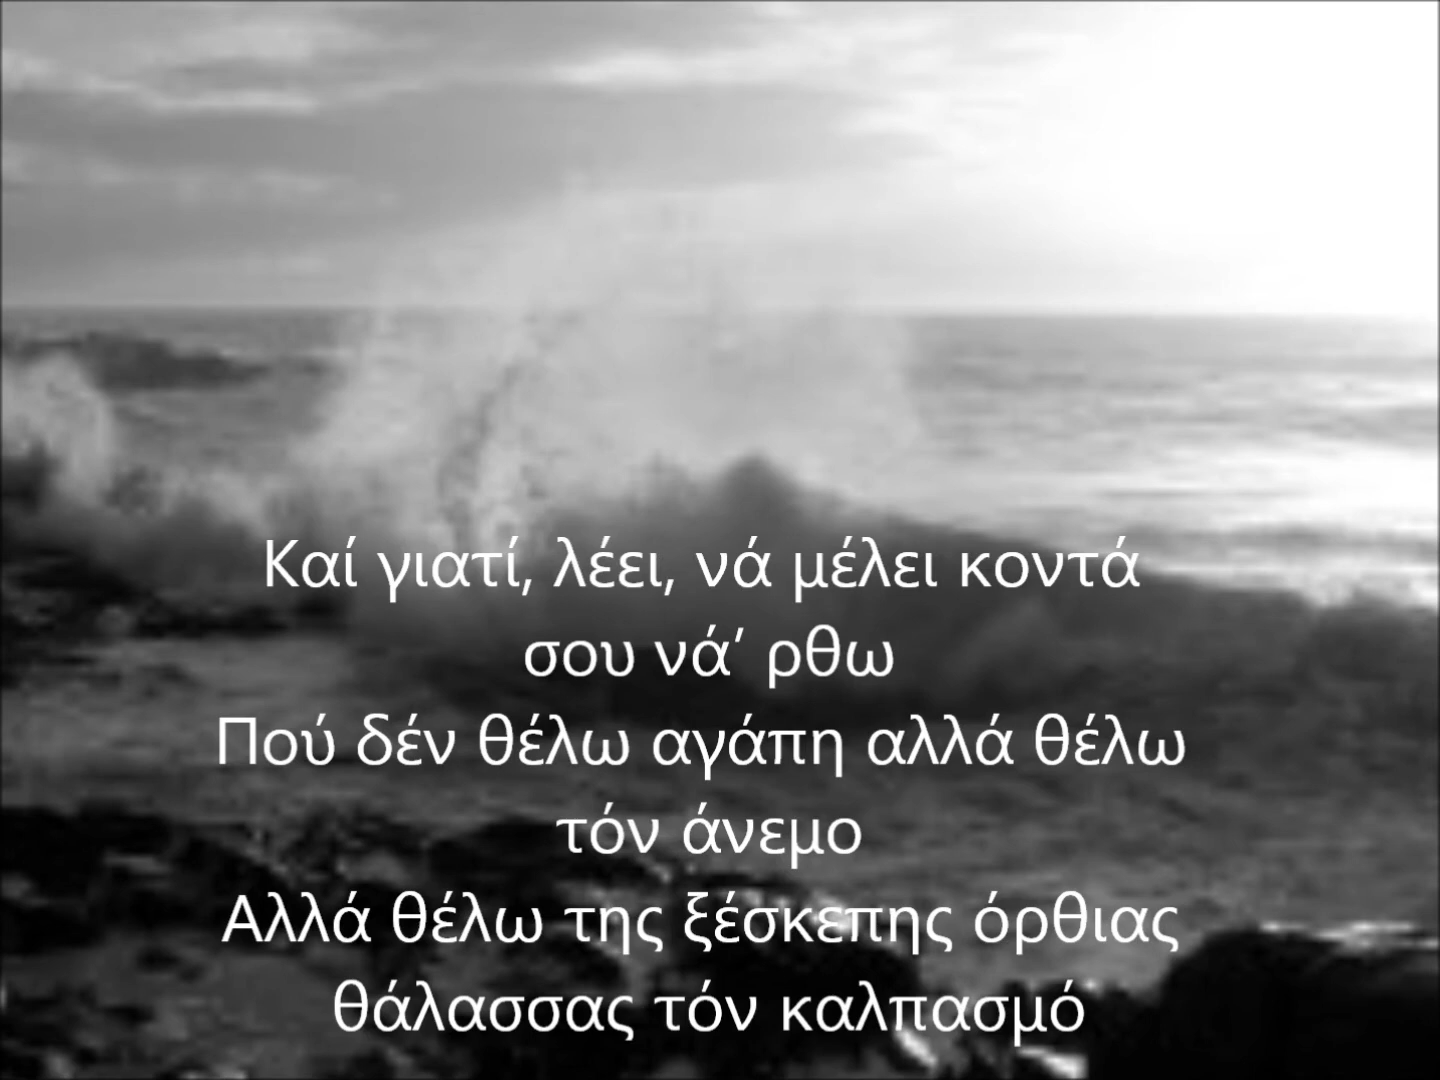 Καί γιατί, λέει, νά μέλει κοντά
σου νά’ ρθω
Πού δέν θέλω αγάπη αλλά θέλω
τόν άνεμο
Αλλά θέλω της ξέσκεπης όρθιας
θάλασσας τόν καλπασμό